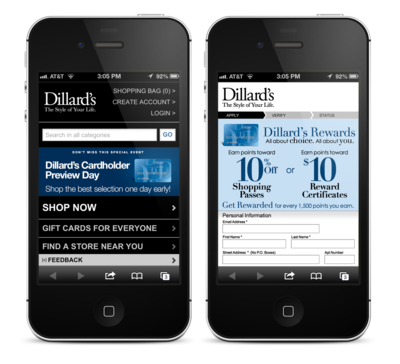 AT&T 3:05 PM 92%
Dillard's
The Style of Your Life.
SHOPPING BAG (0) >
CREATE ACCOUNT >
LOGIN >
Search in all categories
GO
DON'T MISS THIS SPECIAL EVENT
Dillard's Cardholder
Preview Day
Shop the best selection one day early!
SHOP NOW >
GIFT CARDS FOR EVERYONE >
FIND A STORE NEAR YOU >
[+] FEEDBACK
3
AT&T 3:05 PM 92%
Dillard's
The Style of Your Life.
APPLY VERIFY STATUS
Dillard's Rewards
All about choice. All about you.
Earn points toward
10% Off
Shopping
Passes
or
Earn points toward
$10
Reward
Certificates
Get Rewarded for every 1,500 points you earn.
Personal Information
Email Address *
First Name * Last Name *
Street Address * (No P.O. Boxes) Apt Number
3